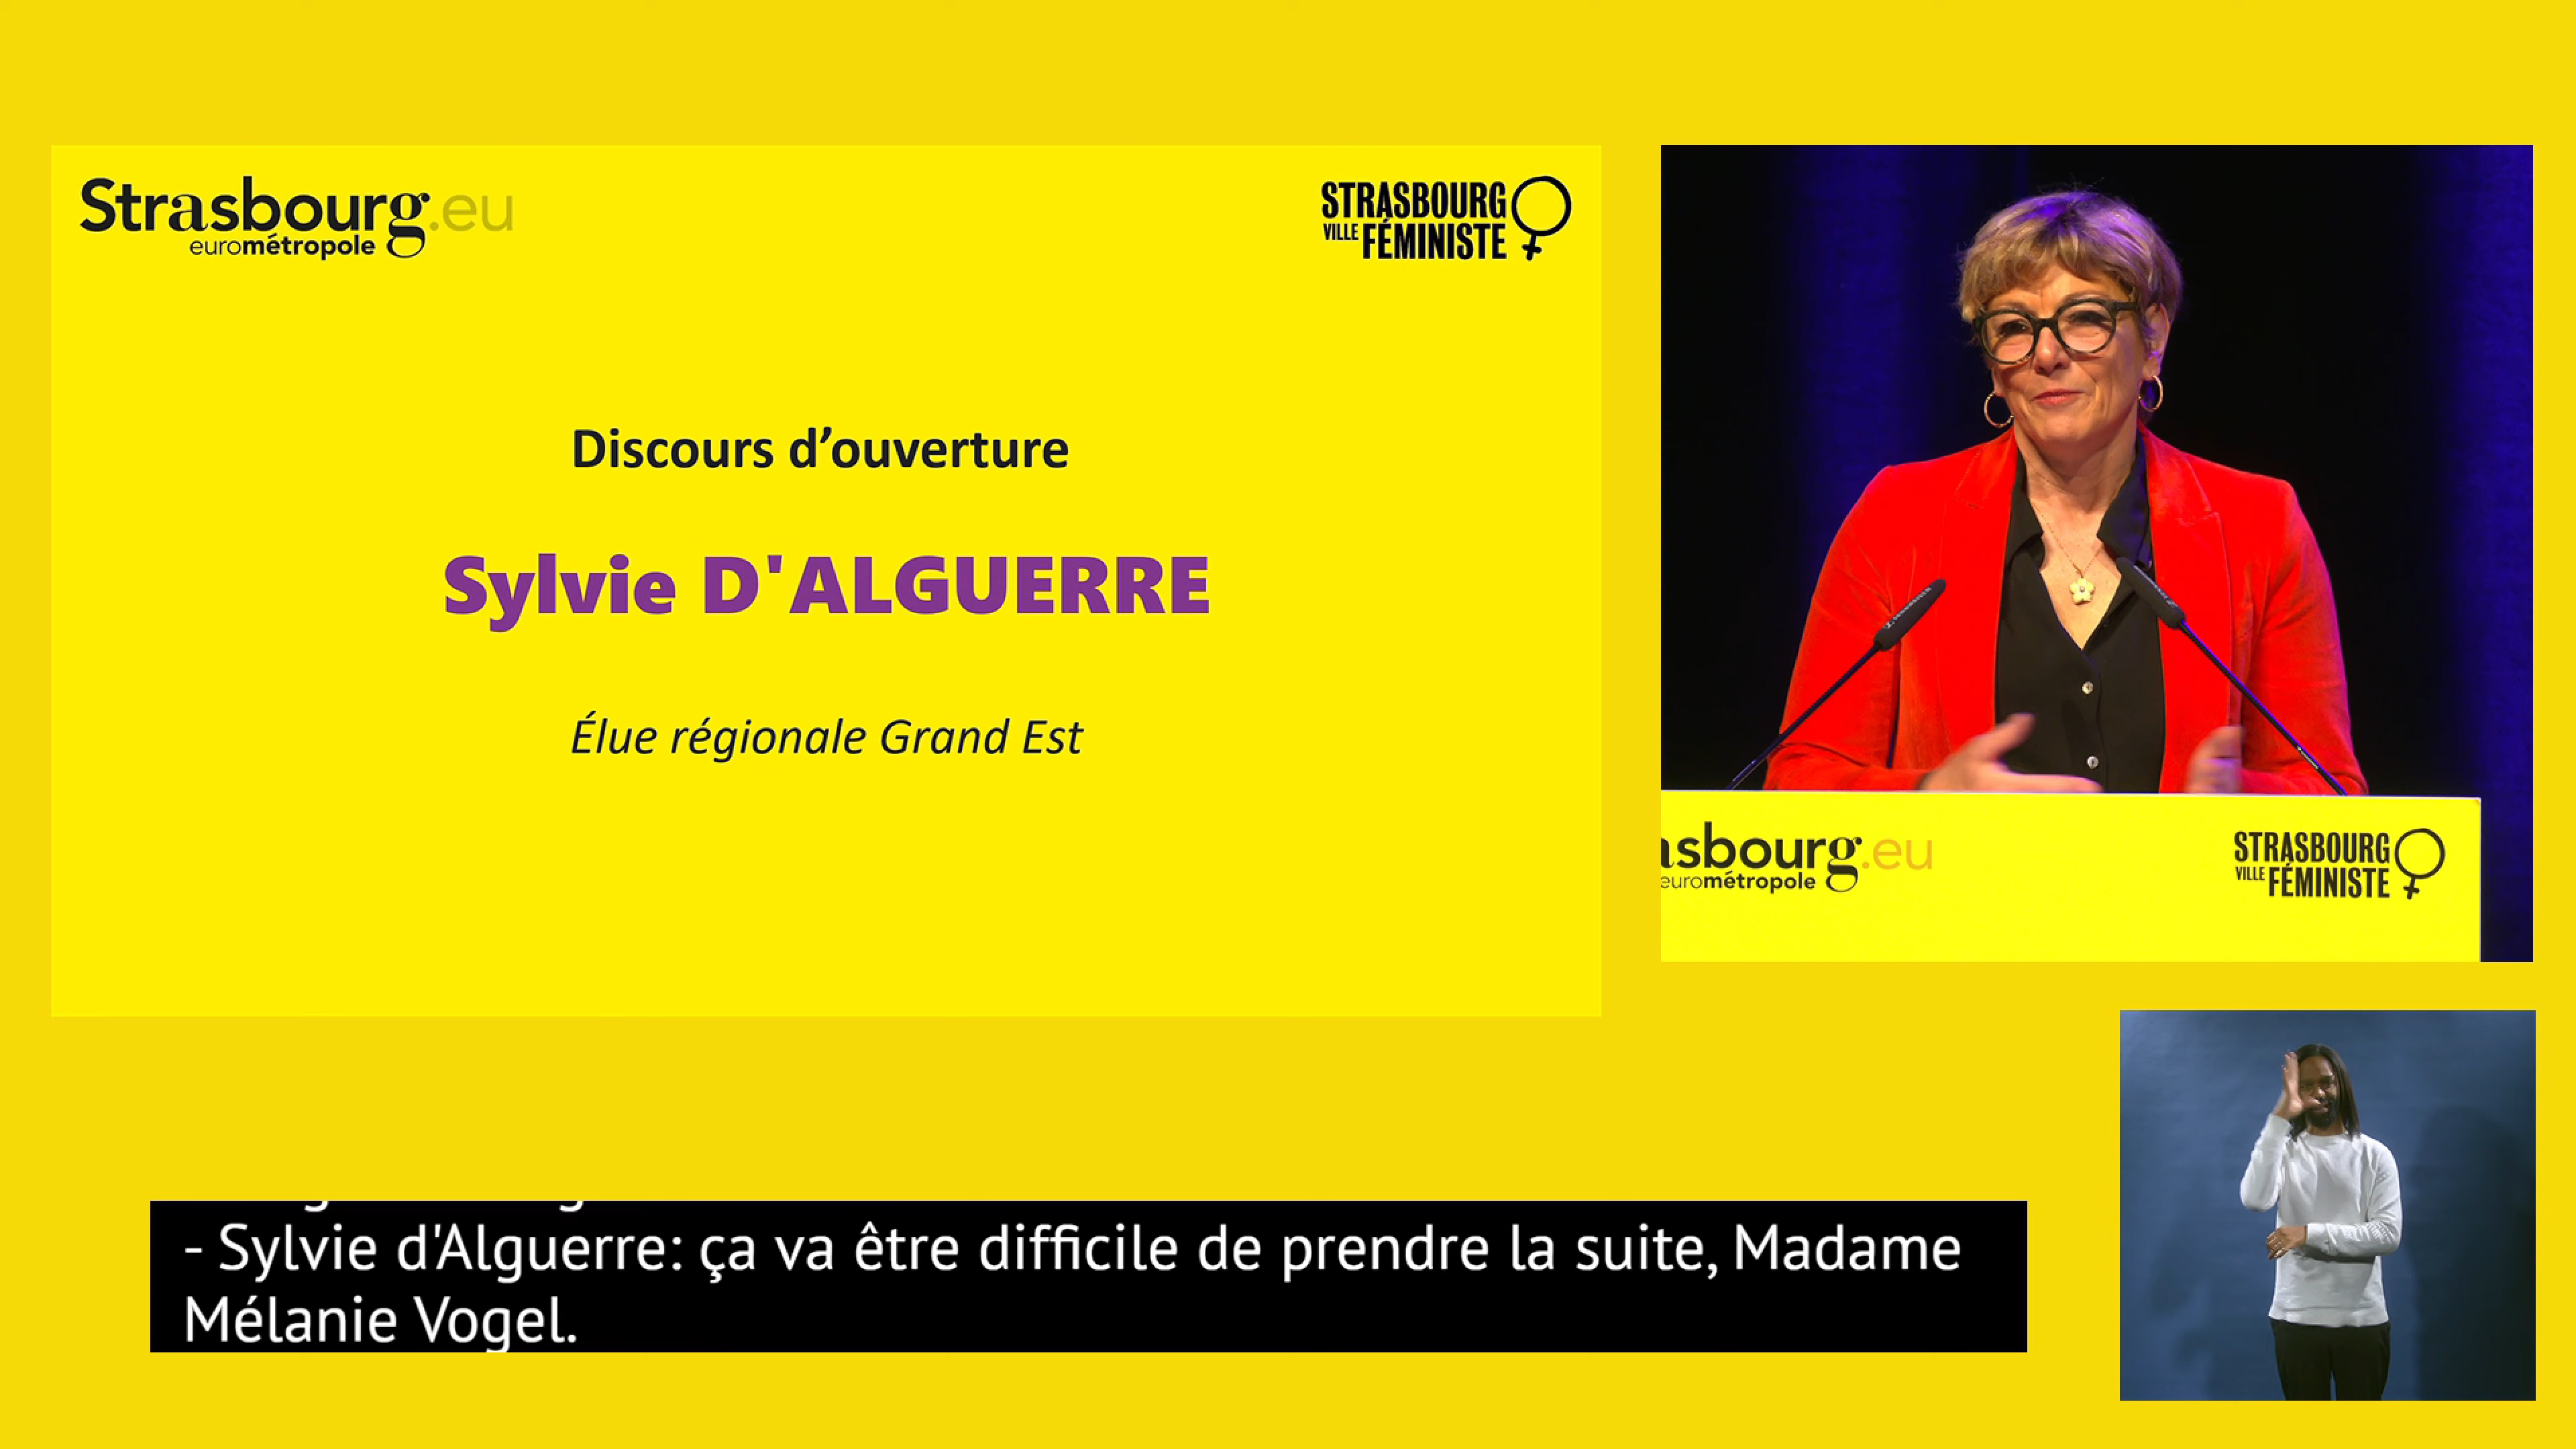 Strasbourg.eu
eurométropole
STRASBOURG
VILLE FÉMINISTE
Discours d’ouverture
Sylvie D'ALGUERRE
Élue régionale Grand Est
asbourg.eu
eurométropole
STRASBOURG
VILLE FÉMINISTE
- Sylvie d'Alguerre: ça va être difficile de prendre la suite, Madame
Mélanie Vogel.